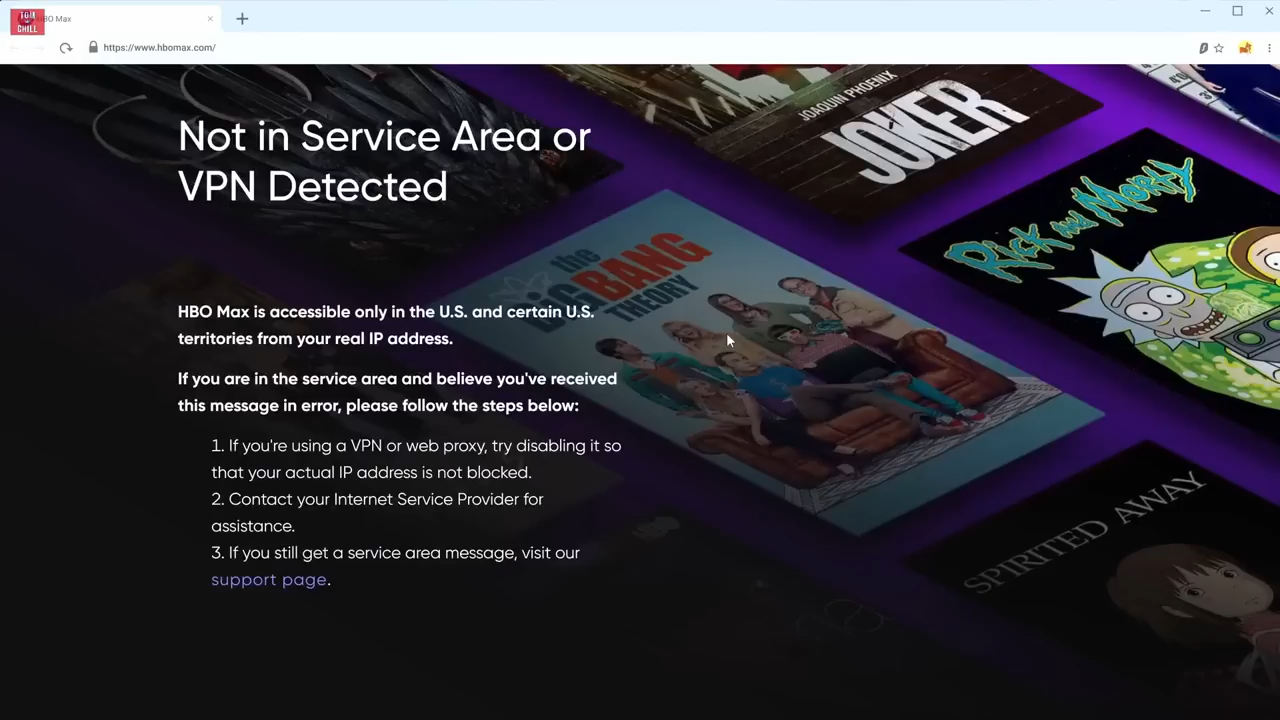 TOM
CHILL
HBO Max
https://www.hbomax.com/
Not in Service Area or
VPN Detected
HBO Max is accessible only in the U.S. and certain U.S.
territories from your real IP address.
If you are in the service area and believe you've received
this message in error, please follow the steps below:
1. If you're using a VPN or web proxy, try disabling it so
that your actual IP address is not blocked.
2. Contact your Internet Service Provider for
assistance.
3. If you still get a service area message, visit our
support page.
JOAQUIN PHOENIX
JOKER
the
BiG BANG
THEORY
RICK AND MORTY
SPIRITED AWAY